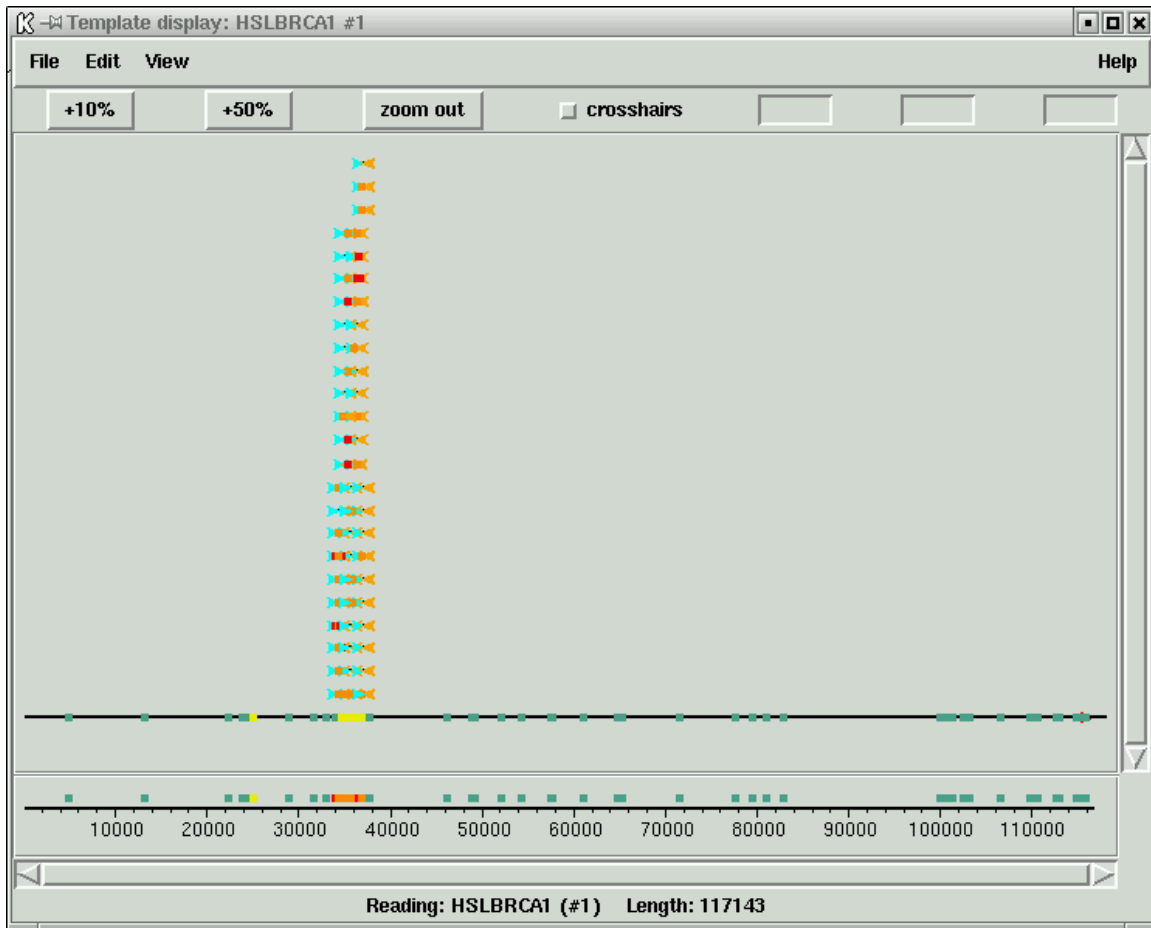 Template display: HSLBRCA1 #1
File Edit View Help
+10% +50% zoom out crosshairs
10000 20000 30000 40000 50000 60000 70000 80000 90000 100000 110000
Reading: HSLBRCA1 (#1) Length: 117143